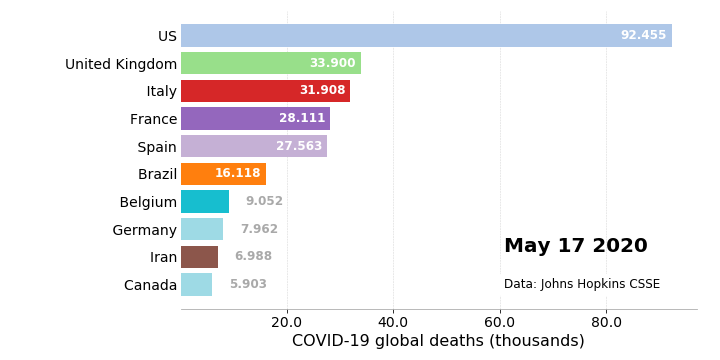 US 92.455
United Kingdom 33.900
Italy 31.908
France 28.111
Spain 27.563
Brazil 16.118
Belgium 9.052
Germany 7.962
Iran 6.988
Canada 5.903
May 17 2020
Data: Johns Hopkins CSSE
20.0 40.0 60.0 80.0
COVID-19 global deaths (thousands)